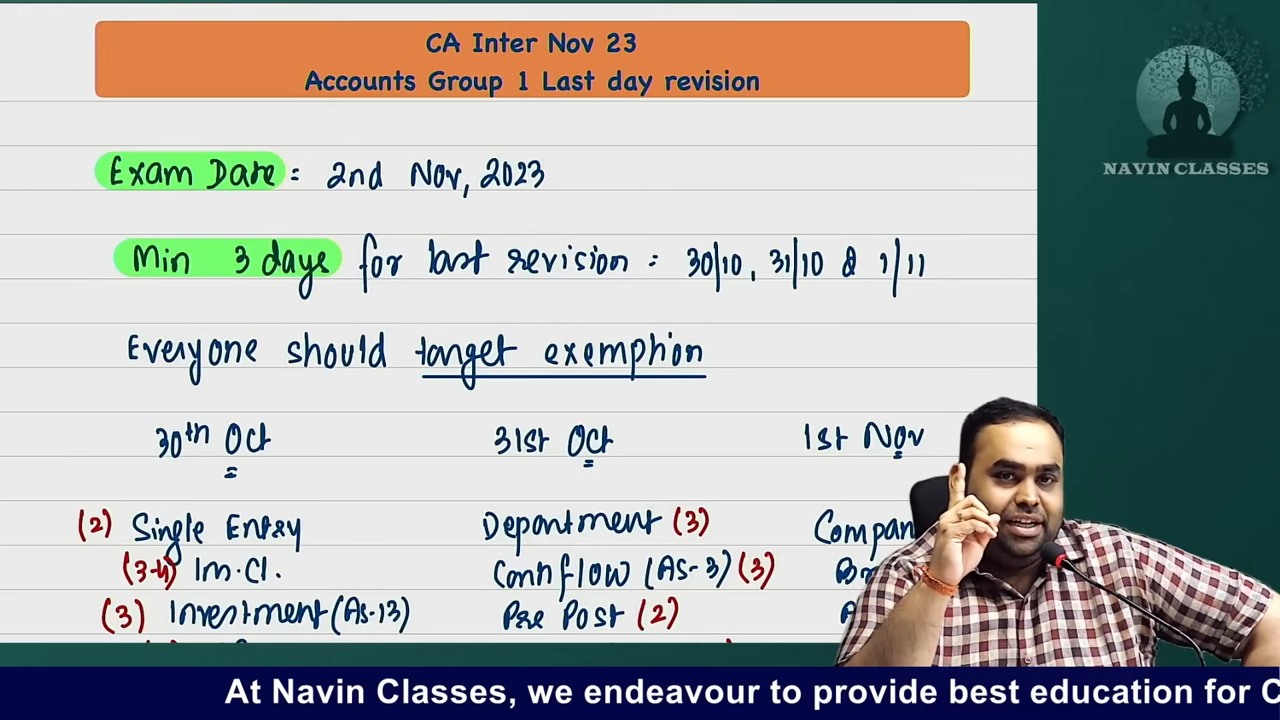 CA Inter Nov 23
Accounts Group 1 Last day revision
NAVIN CLASSES
Exam Date : 2nd Nov, 2023
Min 3 days for last revision : 30/10, 31/10 & 1/11
Everyone should target exemption
30th Oct 31st Oct 1st Nov
(2) Single Entry Department (3) Compan
(3-4) Im. Cl. Cashflow (AS-3) (3)
(3) Investment (AS-13) Pre Post (2)
At Navin Classes, we endeavour to provide best education for C